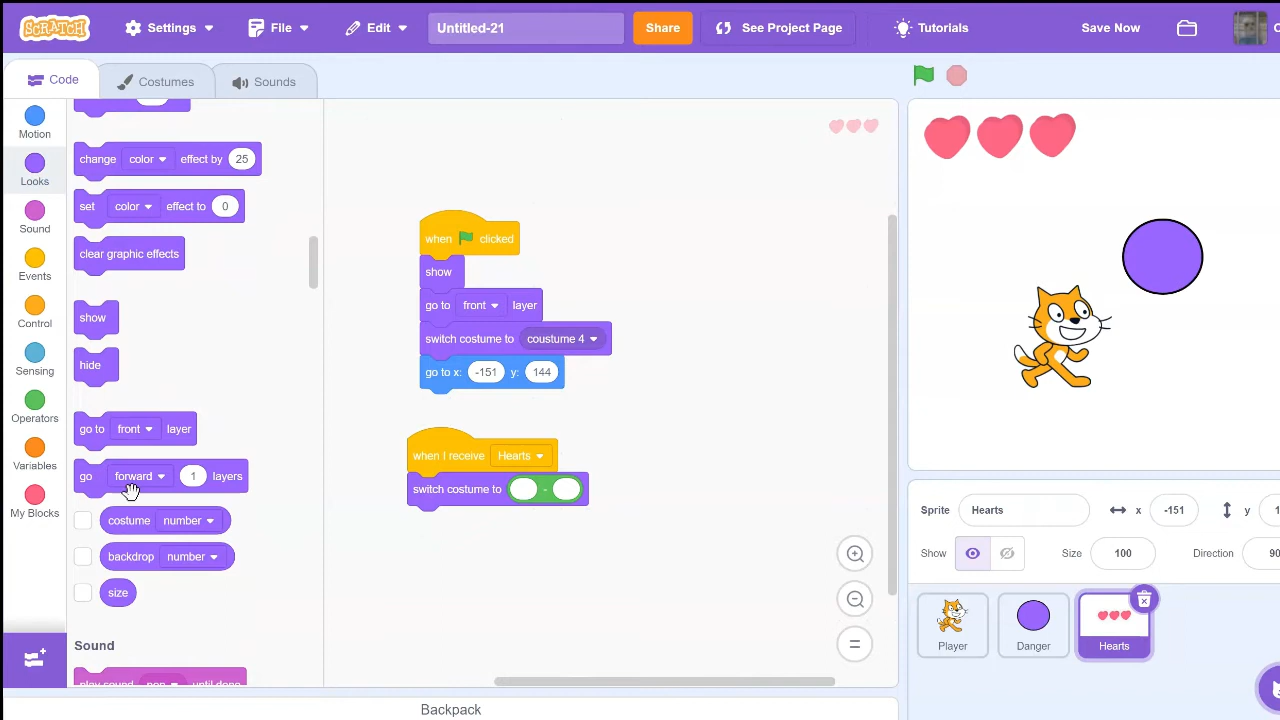 SCRATCH Settings File Edit Untitled-21 Share See Project Page Tutorials Save Now
Code Costumes Sounds
Motion
Looks
Sound
Events
Control
Sensing
Operators
Variables
My Blocks
change color effect by 25
set color effect to 0
clear graphic effects
show
hide
go to front layer
go forward 1 layers
costume number
backdrop number
size
Sound
when clicked
show
go to front layer
switch costume to coustume 4
go to x: -151 y: 144
when I receive Hearts
switch costume to -
Sprite Hearts x -151 y
Show Size 100 Direction
Player Danger Hearts
Backpack